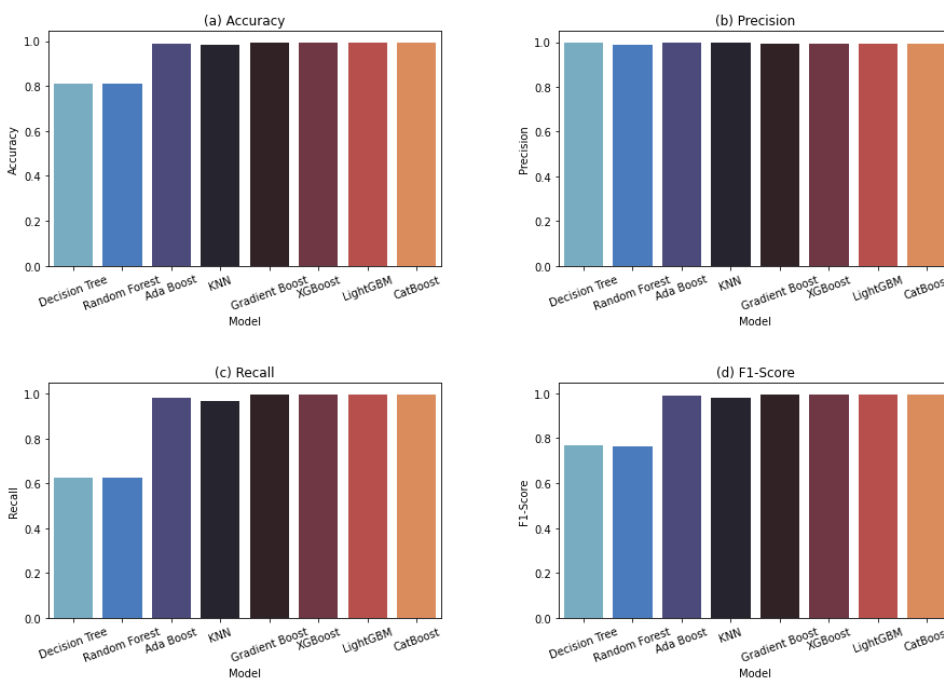 (a) Accuracy
1.0
0.8
0.6
0.4
0.2
0.0
Accuracy
Decision Tree Random Forest Ada Boost KNN Gradient Boost XGBoost LightGBM CatBoost
Model
(b) Precision
1.0
0.8
0.6
0.4
0.2
0.0
Precision
Decision Tree Random Forest Ada Boost KNN Gradient Boost XGBoost LightGBM CatBoost
Model
(c) Recall
1.0
0.8
0.6
0.4
0.2
0.0
Recall
Decision Tree Random Forest Ada Boost KNN Gradient Boost XGBoost LightGBM CatBoost
Model
(d) F1-Score
1.0
0.8
0.6
0.4
0.2
0.0
F1-Score
Decision Tree Random Forest Ada Boost KNN Gradient Boost XGBoost LightGBM CatBoost
Model